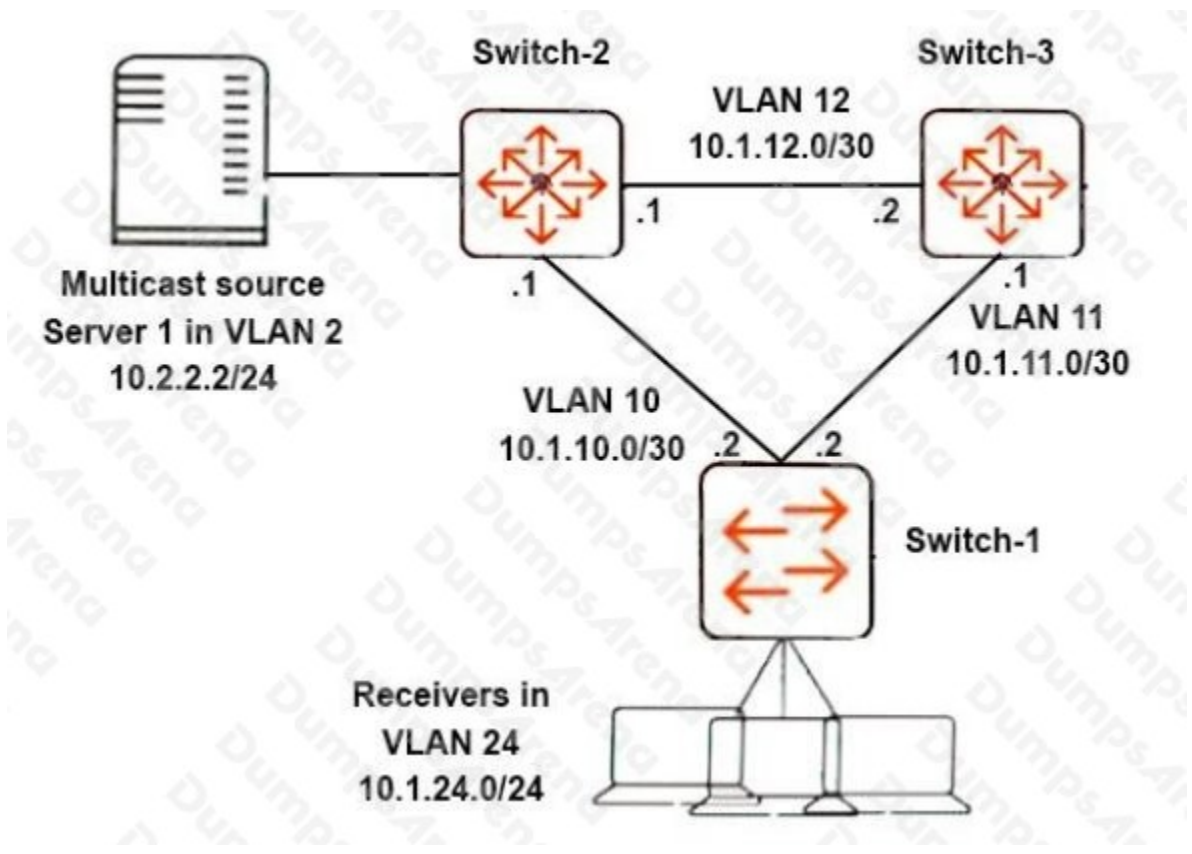 Switch-2
Switch-3
VLAN 12
10.1.12.0/30
.1
.2
Multicast source
Server 1 in VLAN 2
10.2.2.2/24
.1
.1
VLAN 11
10.1.11.0/30
VLAN 10
10.1.10.0/30
.2
.2
Switch-1
Receivers in
VLAN 24
10.1.24.0/24
DumpsArena